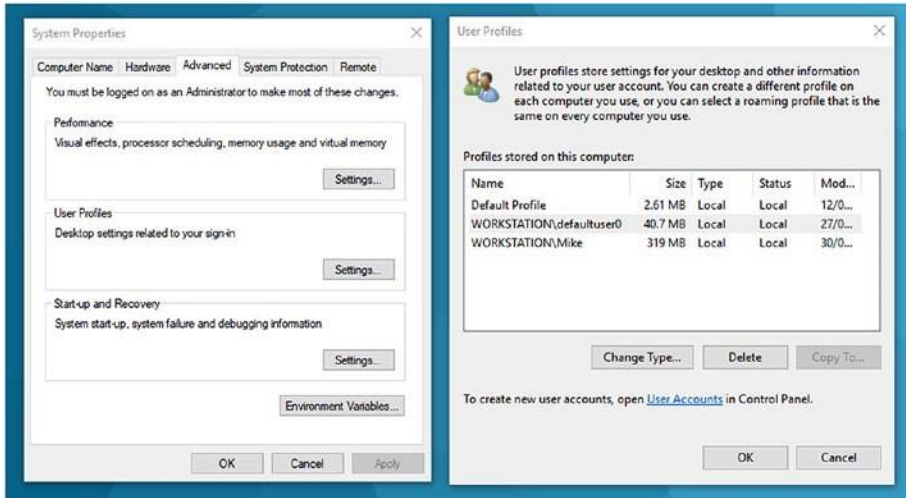 System Properties
Computer Name Hardware Advanced System Protection Remote
You must be logged on as an Administrator to make most of these changes.
Performance
Visual effects, processor scheduling, memory usage and virtual memory
Settings...
User Profiles
Desktop settings related to your sign-in
Settings...
Start-up and Recovery
System start-up, system failure and debugging information
Settings...
Environment Variables...
OK Cancel Apply
User Profiles
User profiles store settings for your desktop and other information
related to your user account. You can create a different profile on
each computer you use, or you can select a roaming profile that is the
same on every computer you use.
Profiles stored on this computer:
Name Size Type Status Mod...
Default Profile 2.61 MB Local Local 12/0...
WORKSTATION\defaultuser0 40.7 MB Local Local 27/0...
WORKSTATION\Mike 319 MB Local Local 30/0...
Change Type... Delete Copy To...
To create new user accounts, open User Accounts in Control Panel.
OK Cancel